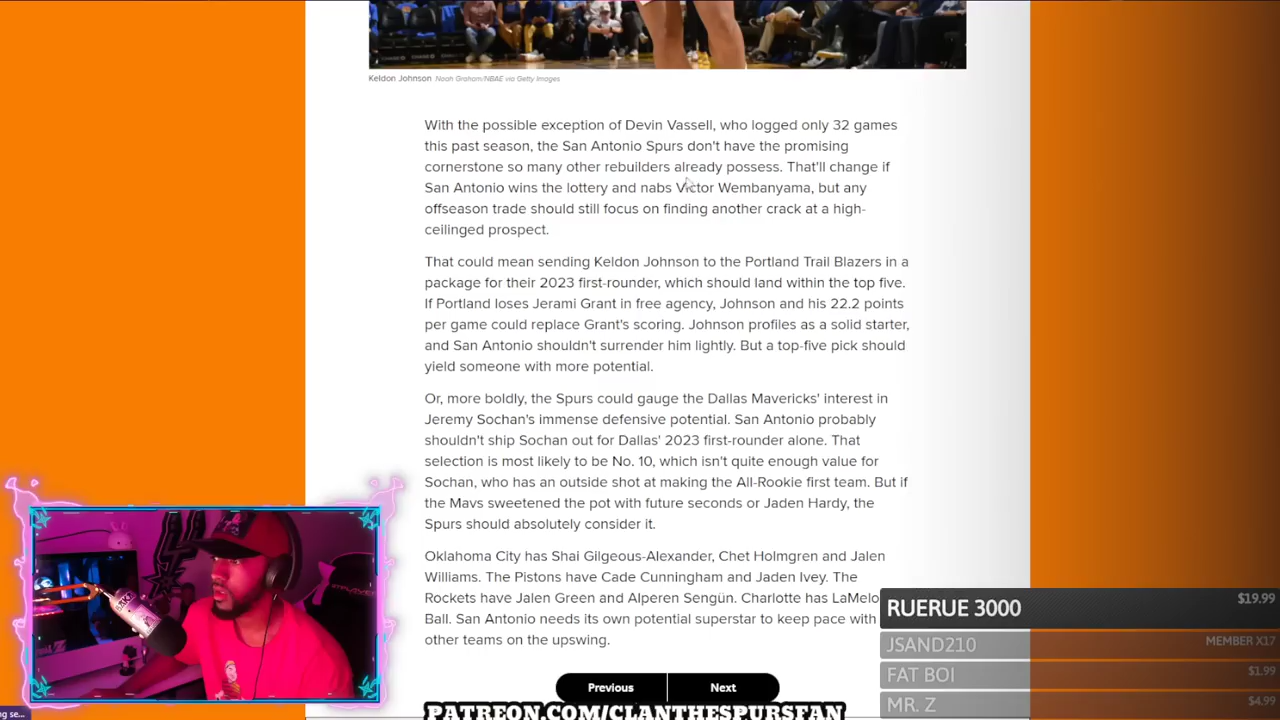 Keldon Johnson Noah Graham/NBAE via Getty Images
With the possible exception of Devin Vassell, who logged only 32 games
this past season, the San Antonio Spurs don't have the promising
cornerstone so many other rebuilders already possess. That'll change if
San Antonio wins the lottery and nabs Victor Wembanyama, but any
offseason trade should still focus on finding another crack at a high-
ceilinged prospect.
That could mean sending Keldon Johnson to the Portland Trail Blazers in a
package for their 2023 first-rounder, which should land within the top five.
If Portland loses Jerami Grant in free agency, Johnson and his 22.2 points
per game could replace Grant's scoring. Johnson profiles as a solid starter,
and San Antonio shouldn't surrender him lightly. But a top-five pick should
yield someone with more potential.
Or, more boldly, the Spurs could gauge the Dallas Mavericks' interest in
Jeremy Sochan's immense defensive potential. San Antonio probably
shouldn't ship Sochan out for Dallas' 2023 first-rounder alone. That
selection is most likely to be No. 10, which isn't quite enough value for
Sochan, who has an outside shot at making the All-Rookie first team. But if
the Mavs sweetened the pot with future seconds or Jaden Hardy, the
Spurs should absolutely consider it.
Oklahoma City has Shai Gilgeous-Alexander, Chet Holmgren and Jalen
Williams. The Pistons have Cade Cunningham and Jaden Ivey. The
Rockets have Jalen Green and Alperen Sengün. Charlotte has LaMelo
Ball. San Antonio needs its own potential superstar to keep pace with
other teams on the upswing.
Previous Next
PATREON.COM/CLANTHESPURSFAN
RUERUE 3000 $19.99
JSAND210 MEMBER X17
FAT BOI $1.99
MR. Z $4.99